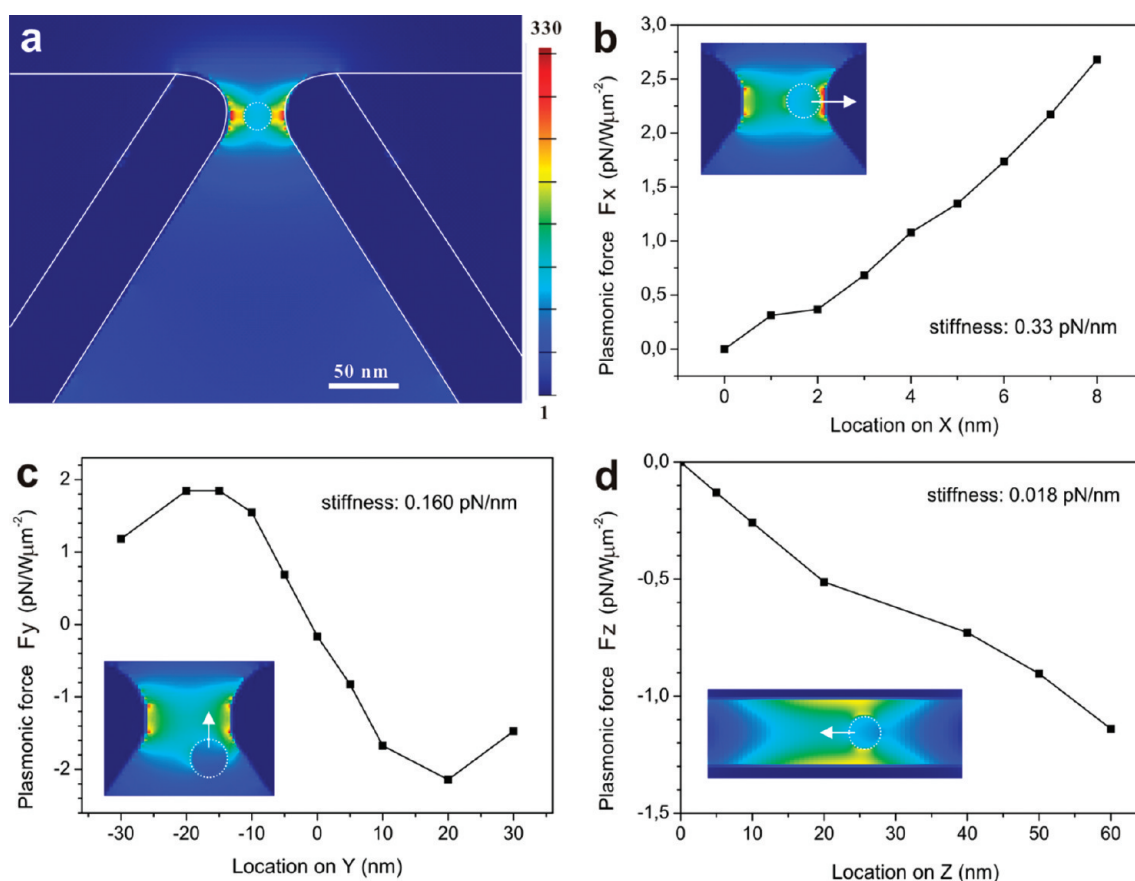 a
330
1
50 nm
b
Plasmonic force Fx (pN/Wµm⁻²)
3,0
2,5
2,0
1,5
1,0
0,5
0,0
stiffness: 0.33 pN/nm
0 2 4 6 8
Location on X (nm)
c
Plasmonic force Fy (pN/Wµm⁻²)
2
1
0
-1
-2
stiffness: 0.160 pN/nm
-30 -20 -10 0 10 20 30
Location on Y (nm)
d
Plasmonic force Fz (pN/Wµm⁻²)
0,0
-0,5
-1,0
-1,5
stiffness: 0.018 pN/nm
0 10 20 30 40 50 60
Location on Z (nm)